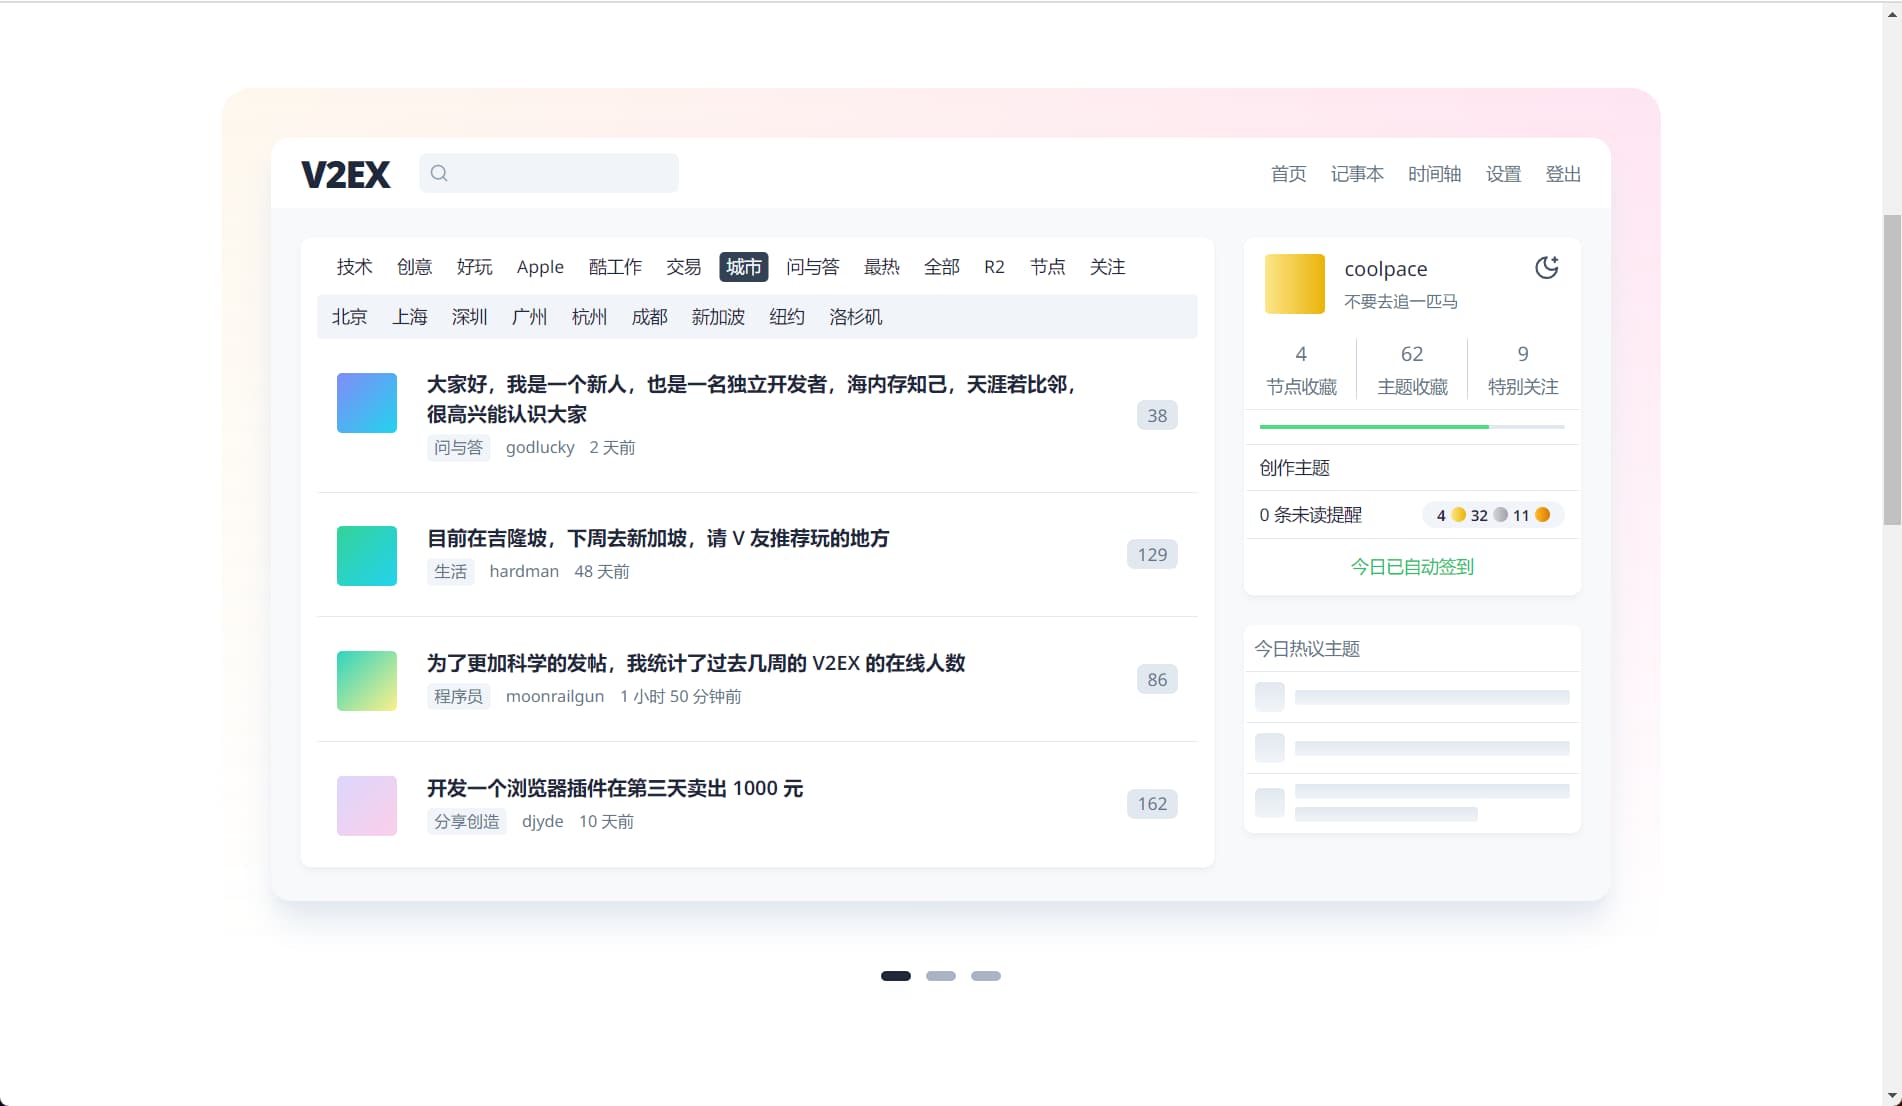 V2EX
首页 记事本 时间轴 设置 登出
技术 创意 好玩 Apple 酷工作 交易 城市 问与答 最热 全部 R2 节点 关注
北京 上海 深圳 广州 杭州 成都 新加波 纽约 洛杉矶
大家好，我是一个新人，也是一名独立开发者，海内存知己，天涯若比邻，
很高兴能认识大家
38
问与答 godlucky 2 天前
目前在吉隆坡，下周去新加坡，请 V 友推荐玩的地方
129
生活 hardman 48 天前
为了更加科学的发帖，我统计了过去几周的 V2EX 的在线人数
86
程序员 moonrailgun 1 小时 50 分钟前
开发一个浏览器插件在第三天卖出 1000 元
162
分享创造 djyde 10 天前
coolpace
不要去追一匹马
4 62 9
节点收藏 主题收藏 特别关注
创作主题
0 条未读提醒 4 32 11
今日已自动签到
今日热议主题